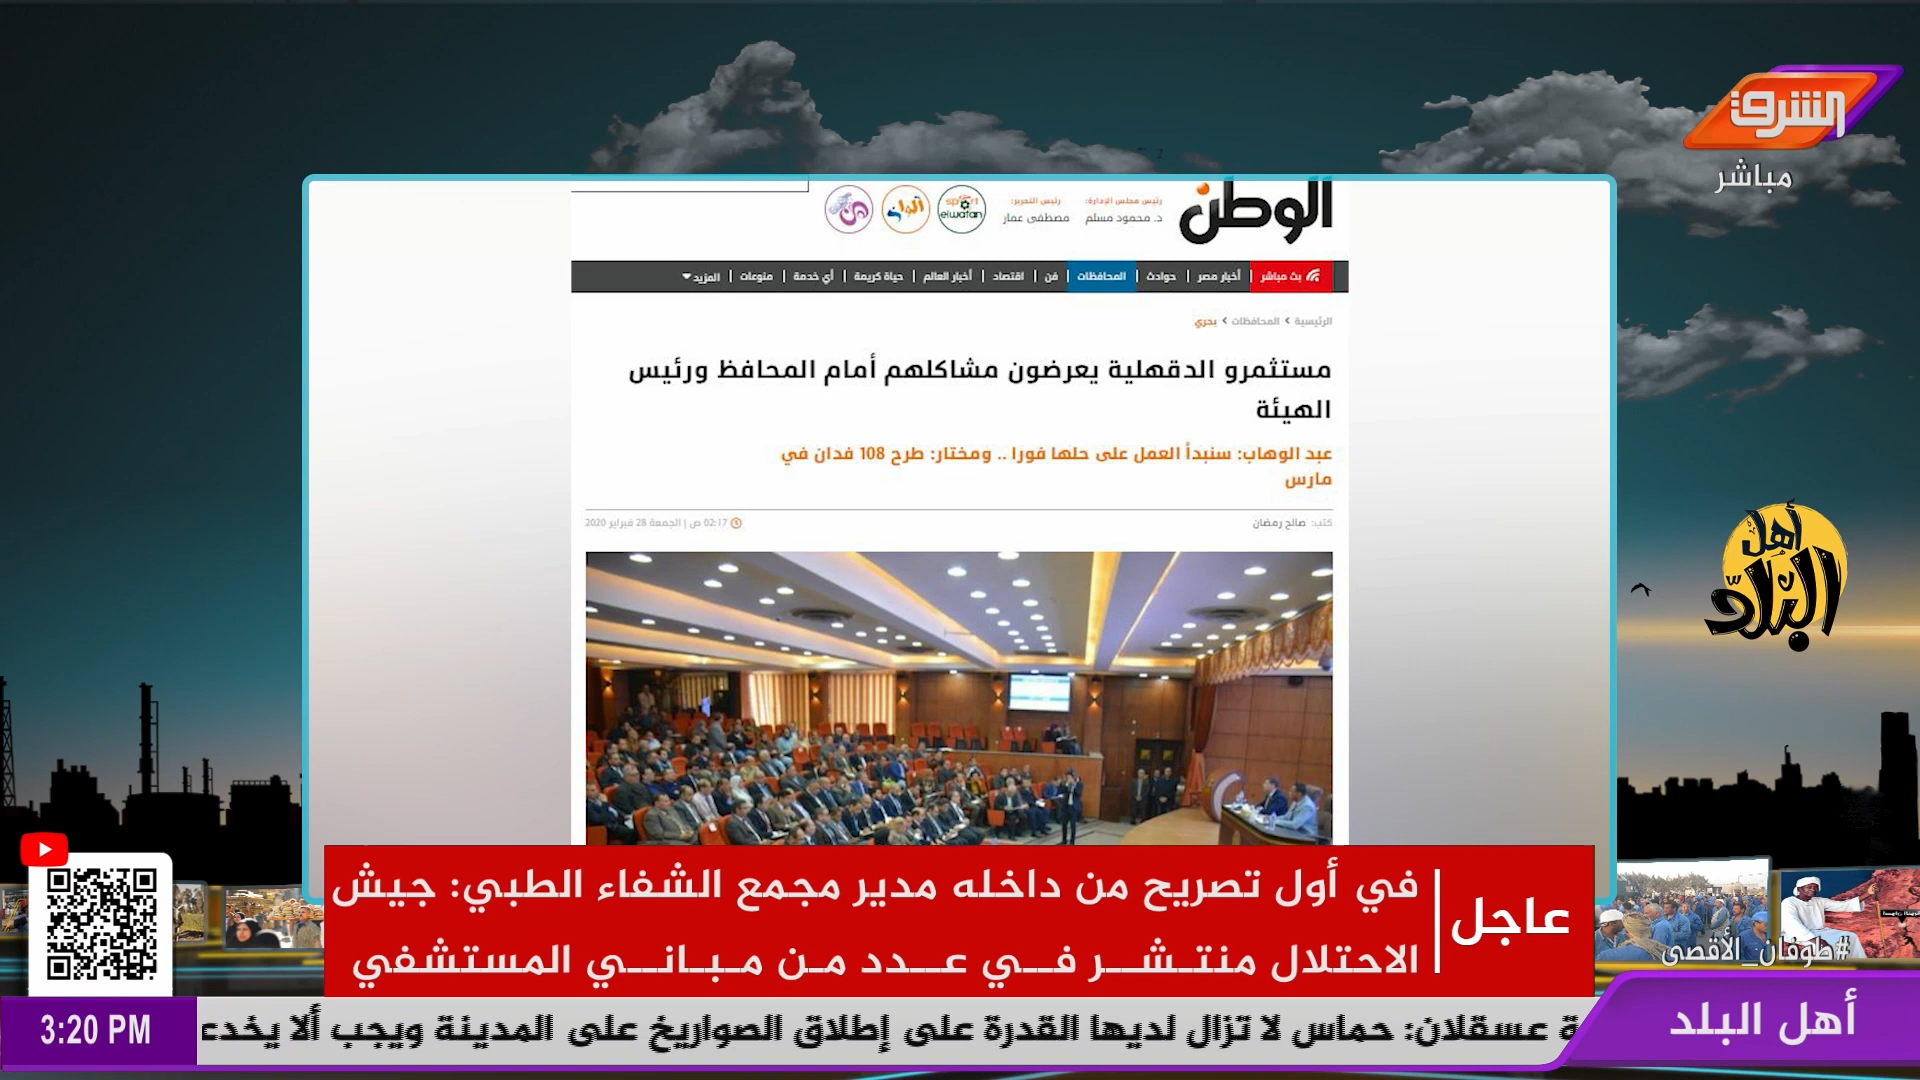 الشرق
مباشر
الوطن
رئيس مجلس الإدارة:
د. محمود مسلم
رئيس التحرير:
مصطفى عمار
sport
elwatan
بث مباشر | أخبار مصر | حوادث | المحافظات | فن | اقتصاد | أخبار العالم | حياة كريمة | أي خدمة | منوعات | المزيد
الرئيسية › المحافظات › بحري
مستثمرو الدقهلية يعرضون مشاكلهم أمام المحافظ ورئيس
الهيئة
عبد الوهاب: سنبدأ العمل على حلها فورا .. ومختار: طرح 108 فدان في
مارس
كتب: صالح رمضان
02:17 ص | الجمعة 28 فبراير 2020
أهل
البلد
عاجل
في أول تصريح من داخله مدير مجمع الشفاء الطبي: جيش
الاحتلال منتشر في عدد من مباني المستشفي
#طوفان_الأقصى
أهل البلد
ة عسقلان: حماس لا تزال لديها القدرة على إطلاق الصواريخ على المدينة ويجب ألا يخدع
3:20 PM